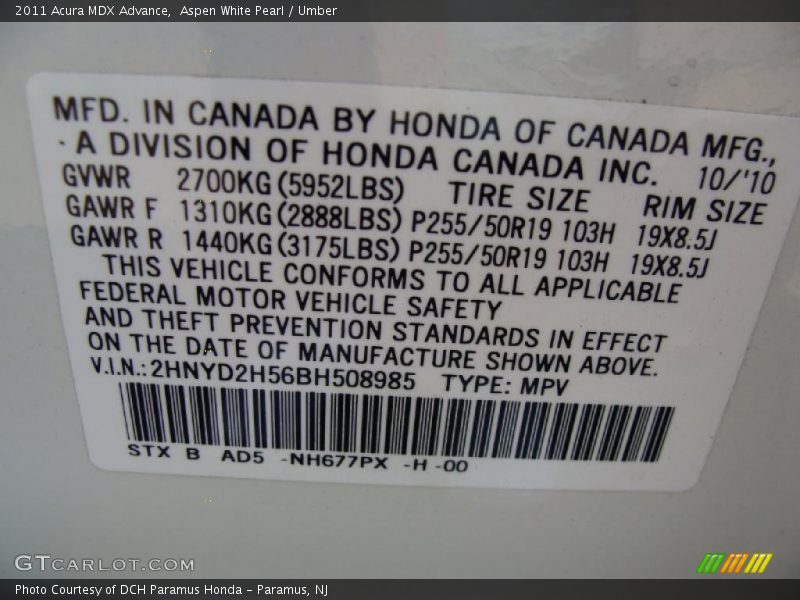 2011 Acura MDX Advance,  Aspen White Pearl / Umber
MFD. IN CANADA BY HONDA OF CANADA MFG.,
· A DIVISION OF HONDA CANADA INC. 10/'10
GVWR 2700KG(5952LBS) TIRE SIZE RIM SIZE
GAWR F 1310KG(2888LBS) P255/50R19 103H 19X8.5J
GAWR R 1440KG(3175LBS) P255/50R19 103H 19X8.5J
THIS VEHICLE CONFORMS TO ALL APPLICABLE
FEDERAL MOTOR VEHICLE SAFETY
AND THEFT PREVENTION STANDARDS IN EFFECT
ON THE DATE OF MANUFACTURE SHOWN ABOVE.
V.I.N.:2HNYD2H56BH508985 TYPE: MPV
STX B AD5 -NH677PX -H -00
GTCARLOT.COM
Photo Courtesy of DCH Paramus Honda - Paramus, NJ